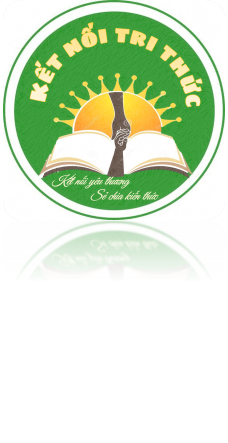 KẾT NỐI TRI THỨC
Kết nối yêu thương
Sẻ chia kiến thức